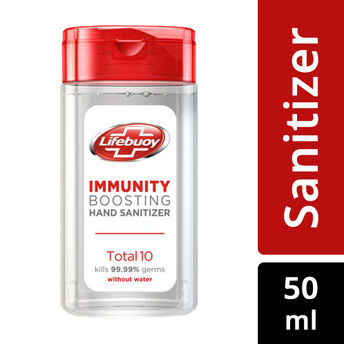 Lifebuoy
IMMUNITY
BOOSTING
HAND SANITIZER
Total 10
kills 99.99% germs
without water
Sanitizer
50
ml